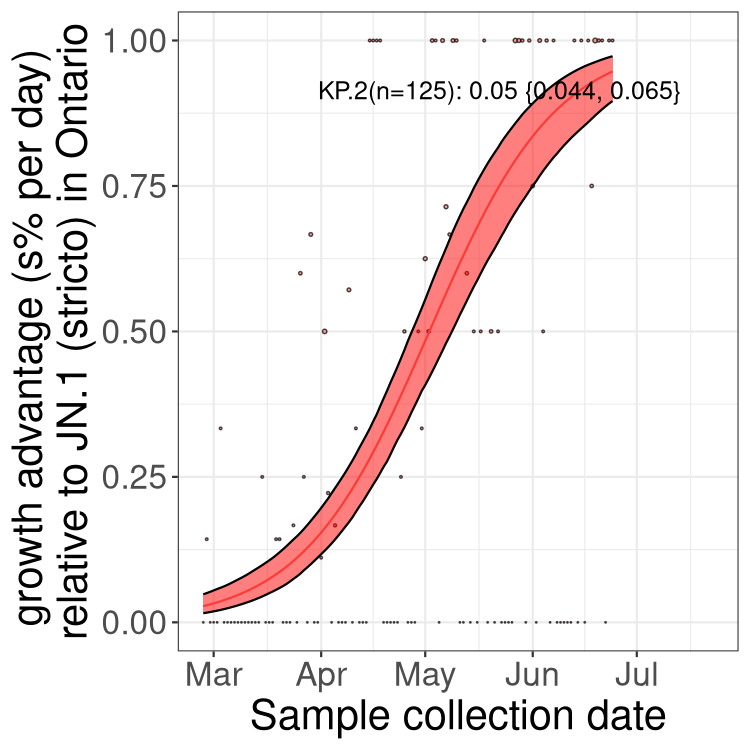 growth advantage (s% per day)
relative to JN.1 (stricto) in Ontario
1.00
0.75
0.50
0.25
0.00
KP.2(n=125): 0.05 {0.044, 0.065}
Mar Apr May Jun Jul
Sample collection date